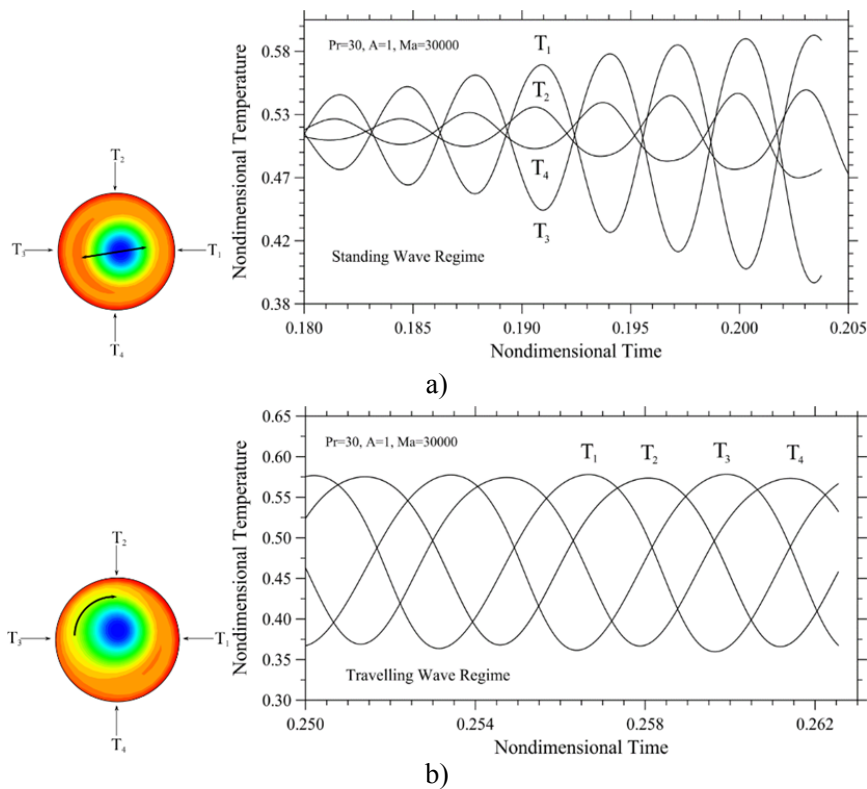 0.58
0.53
0.47
0.42
0.38
Nondimensional Temperature
Pr=30, A=1, Ma=30000
T₁
T₂
T₄
T₃
Standing Wave Regime
0.180 0.185 0.190 0.195 0.200 0.205
Nondimensional Time
T₂
T₃ T₁
T₄
a)
0.65
0.60
0.55
0.50
0.45
0.40
0.35
0.30
Nondimensional Temperature
Pr=30, A=1, Ma=30000
T₁ T₂ T₃ T₄
Travelling Wave Regime
0.250 0.254 0.258 0.262
Nondimensional Time
T₂
T₃ T₁
T₄
b)